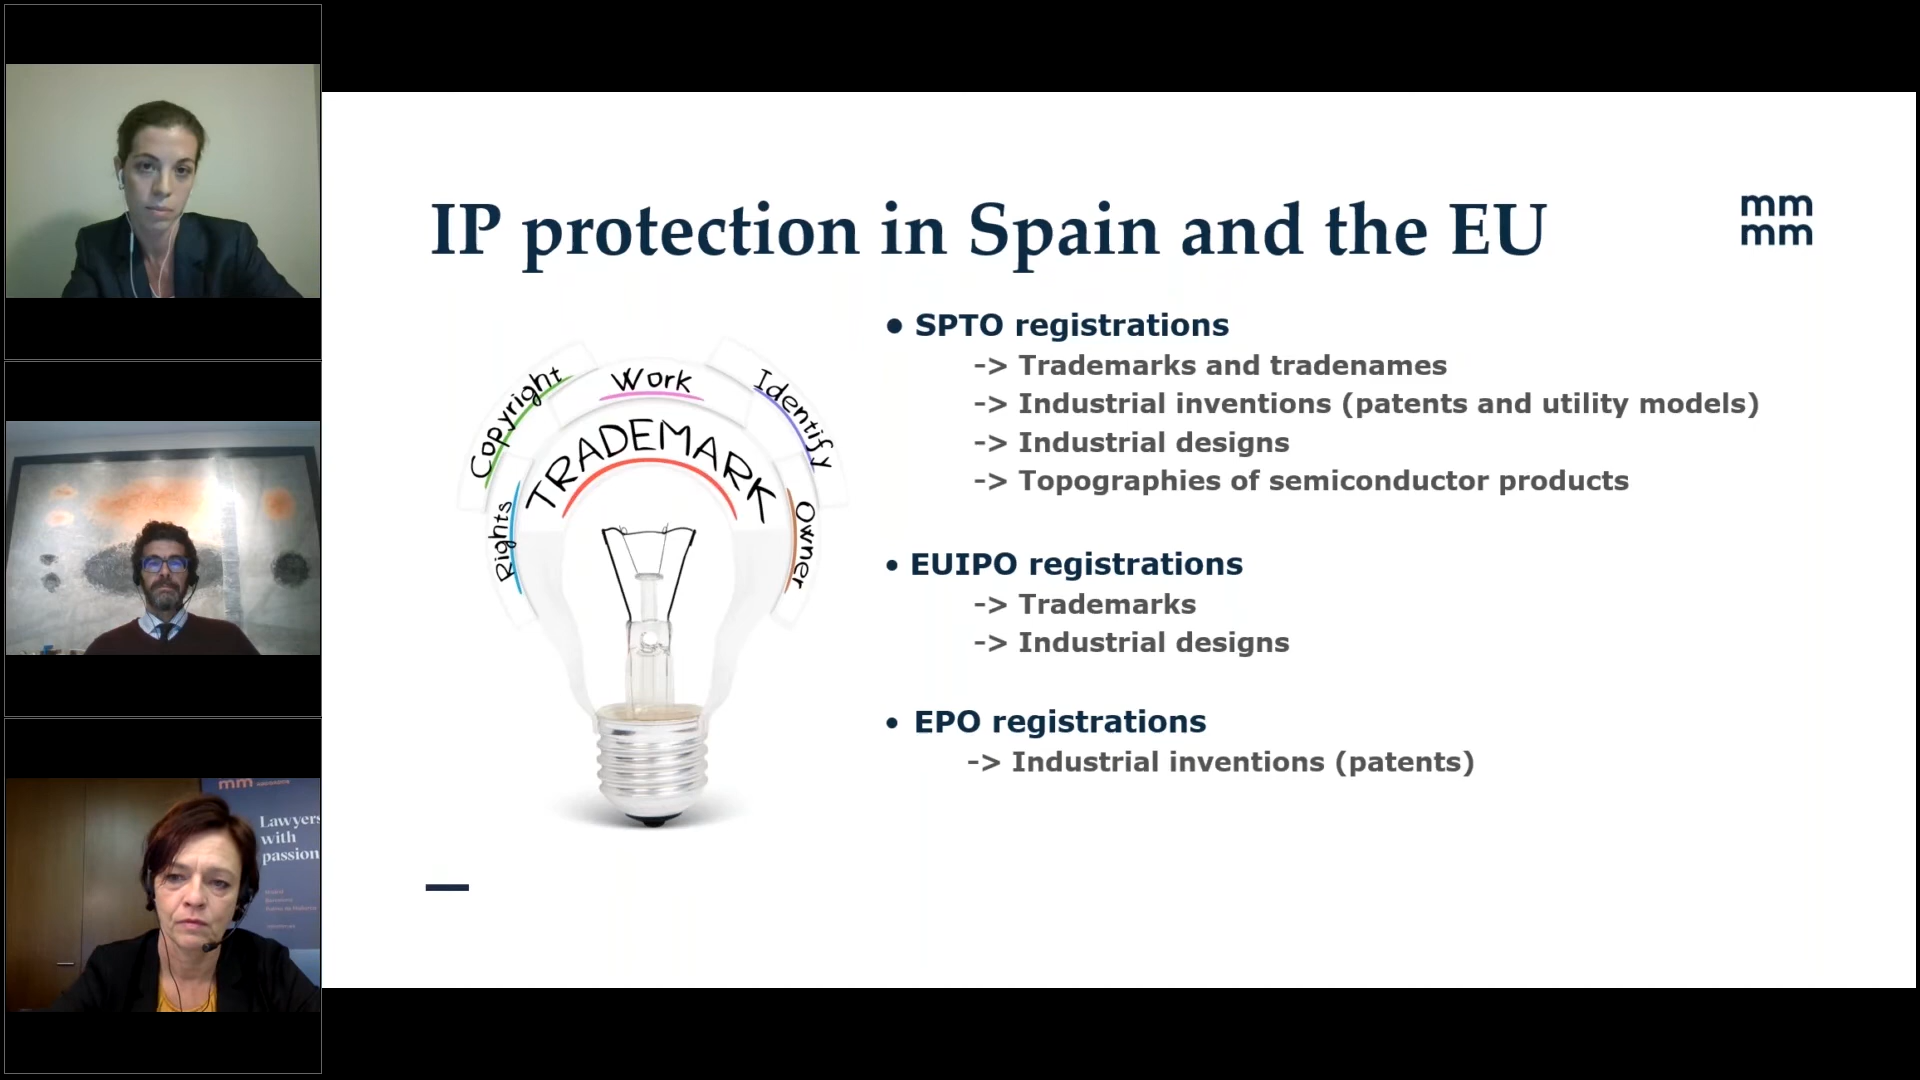 IP protection in Spain and the EU
mm
mm
• SPTO registrations
-> Trademarks and tradenames
-> Industrial inventions (patents and utility models)
-> Industrial designs
-> Topographies of semiconductor products
• EUIPO registrations
-> Trademarks
-> Industrial designs
• EPO registrations
-> Industrial inventions (patents)
Copyright
Work
Identify
TRADEMARK
Rights
Owner
mm
Lawyers
with
passion